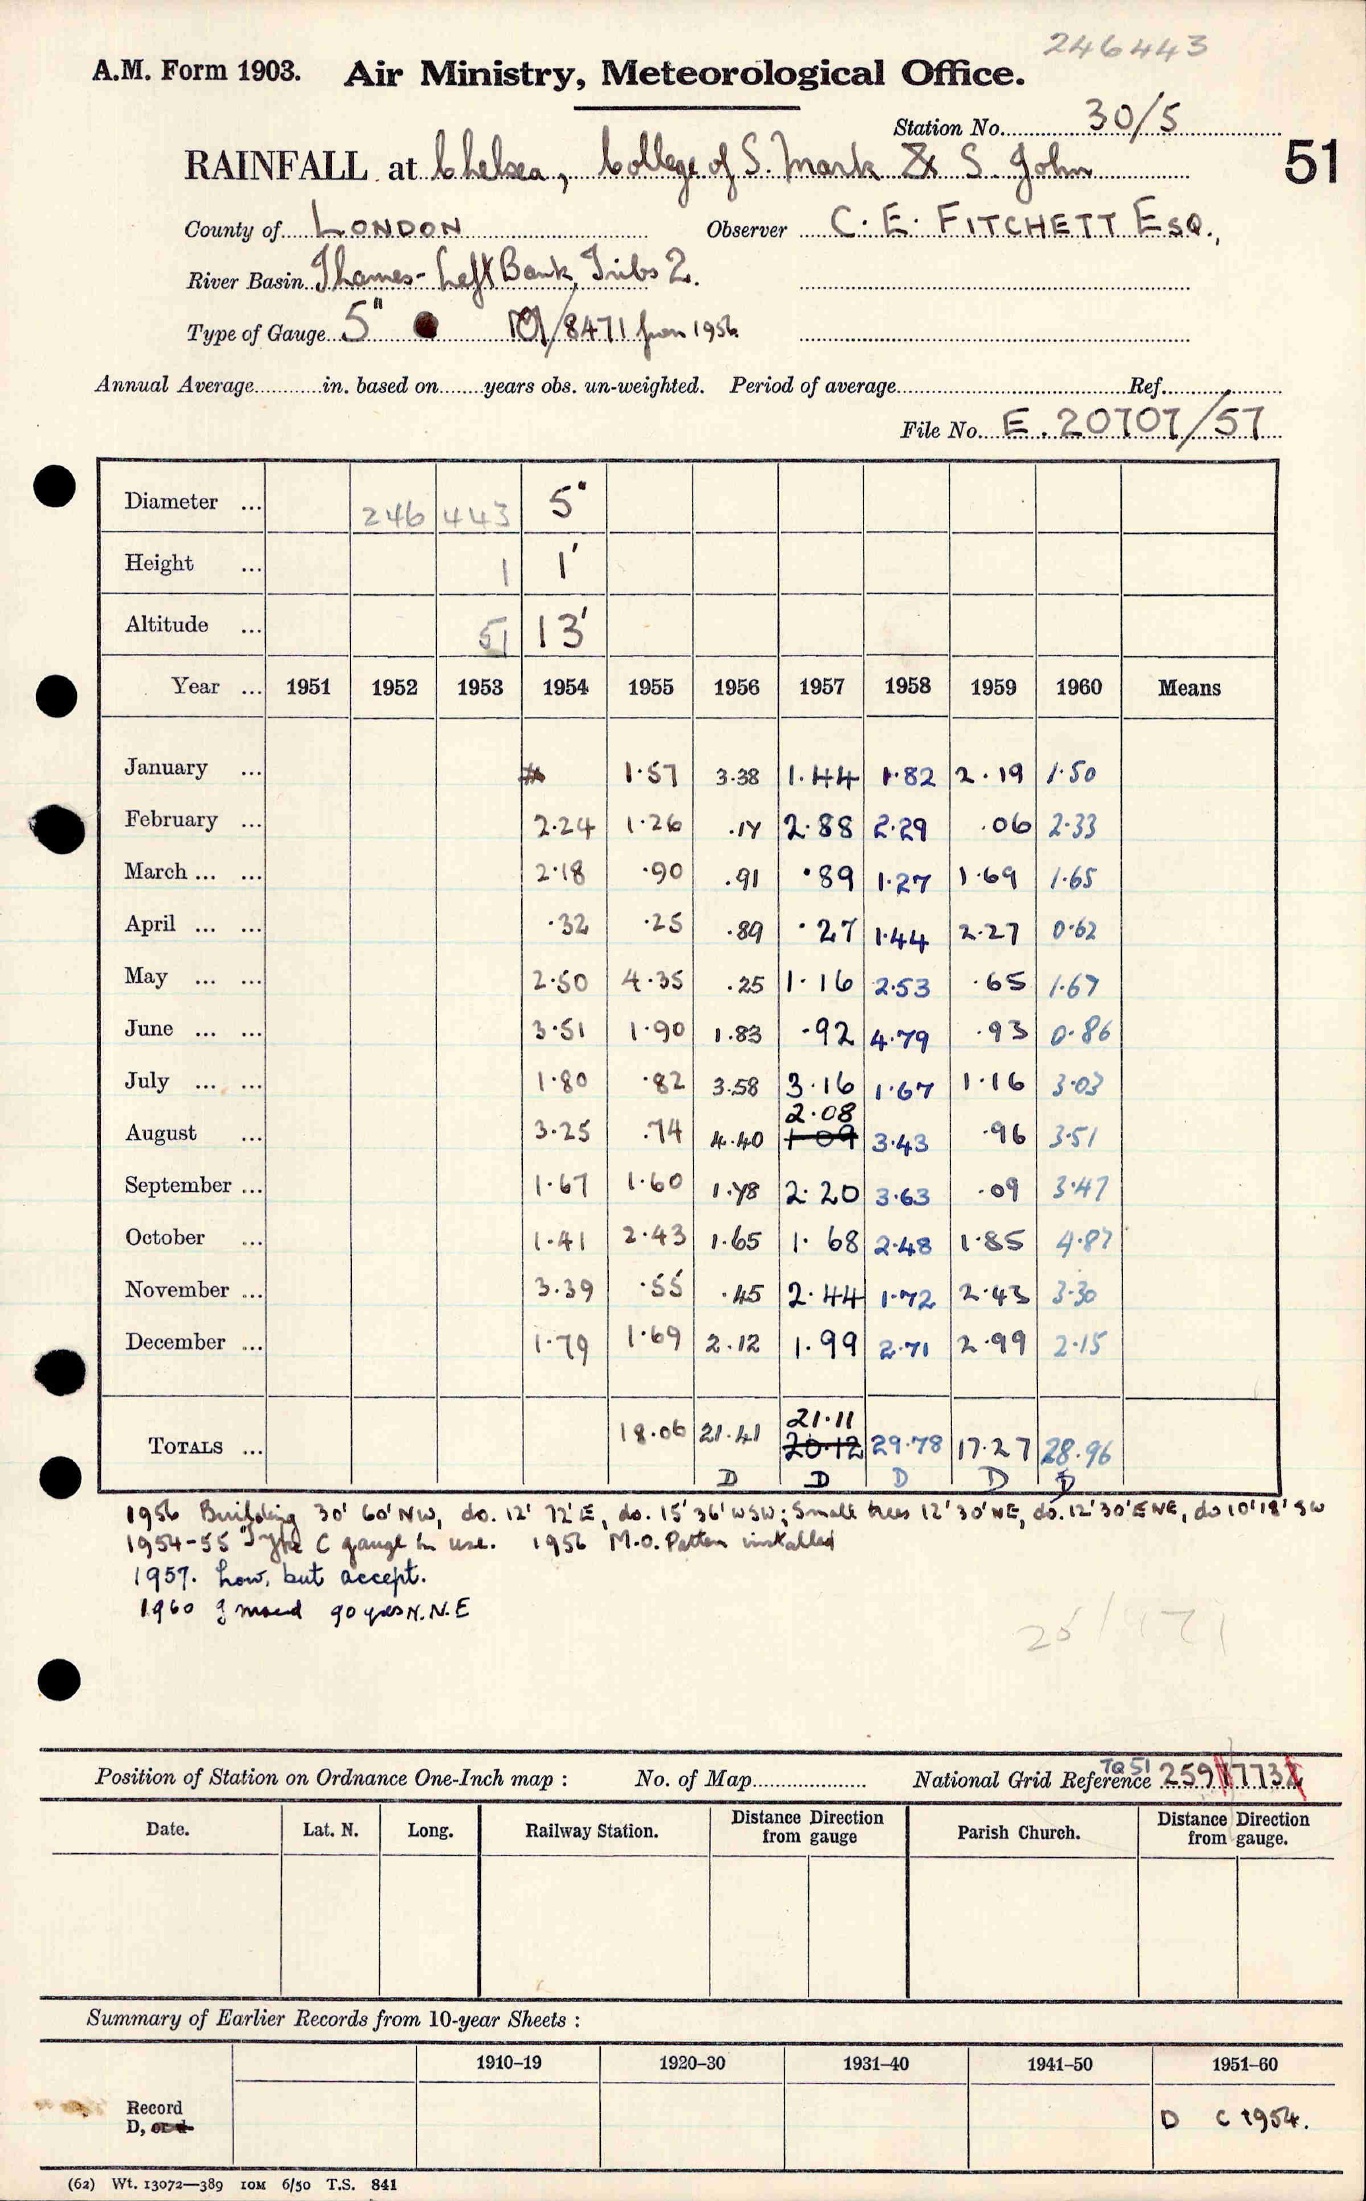 246443
A.M. Form 1903. Air Ministry, Meteorological Office.
Station No. 30/5
51
RAINFALL at Chelsea, College of S. Mark & S. John
County of LONDON Observer C. E. FITCHETT ESQ.,
River Basin Thames - Left Bank Tribs 2.
Type of Gauge 5" /8471 from 1956
Annual Average in. based on years obs. un-weighted. Period of average Ref.
File No. E.20707/57
Diameter ... 246 443 5"
Height ... 1 1'
Altitude ... 51 13'
Year ... 1951 1952 1953 1954 1955 1956 1957 1958 1959 1960 Means
January ... 1.57 3.38 1.44 1.82 2.19 1.50
February ... 2.24 1.26 .17 2.88 2.29 .06 2.33
March ... ... 2.18 .90 .91 .89 1.27 1.69 1.65
April ... ... .32 .25 .89 .27 1.44 2.27 0.62
May ... ... 2.50 4.35 .25 1.16 2.53 .65 1.67
June ... ... 3.51 1.90 1.83 .92 4.79 .93 0.86
July ... ... 1.80 .82 3.58 3.16 1.67 1.16 3.03
2.08
August ... 3.25 .74 4.40 1.09 3.43 .96 3.51
September ... 1.67 1.60 1.78 2.20 3.63 .09 3.47
October ... 1.41 2.43 1.65 1.68 2.48 1.85 4.87
November ... 3.39 .55 .45 2.44 1.72 2.43 3.30
December ... 1.79 1.69 2.12 1.99 2.71 2.99 2.15
21.11
TOTALS ... 18.06 21.41 20.12 29.78 17.27 28.96
D D D D D
1956 Building 30' 60' NW, do. 12' 72' E, do. 15' 36' WSW; Small trees 12' 30' NE, do. 12' 30' ENE, do 10' 18' SW
1954-55 Type C gauge in use. 1956 M.O. Pattern installed
1957. Low, but accept.
1960 g moved 90 yds N.N.E
Position of Station on Ordnance One-Inch map : No. of Map National Grid Reference TQ 51 259 773
Date. Lat. N. Long. Railway Station. Distance from Direction gauge Parish Church. Distance from Direction gauge.
Summary of Earlier Records from 10-year Sheets :
1910–19 1920–30 1931–40 1941–50 1951–60
Record
D, or d D C 1954.
(62) Wt. 13072—389 10M 6/50 T.S. 841